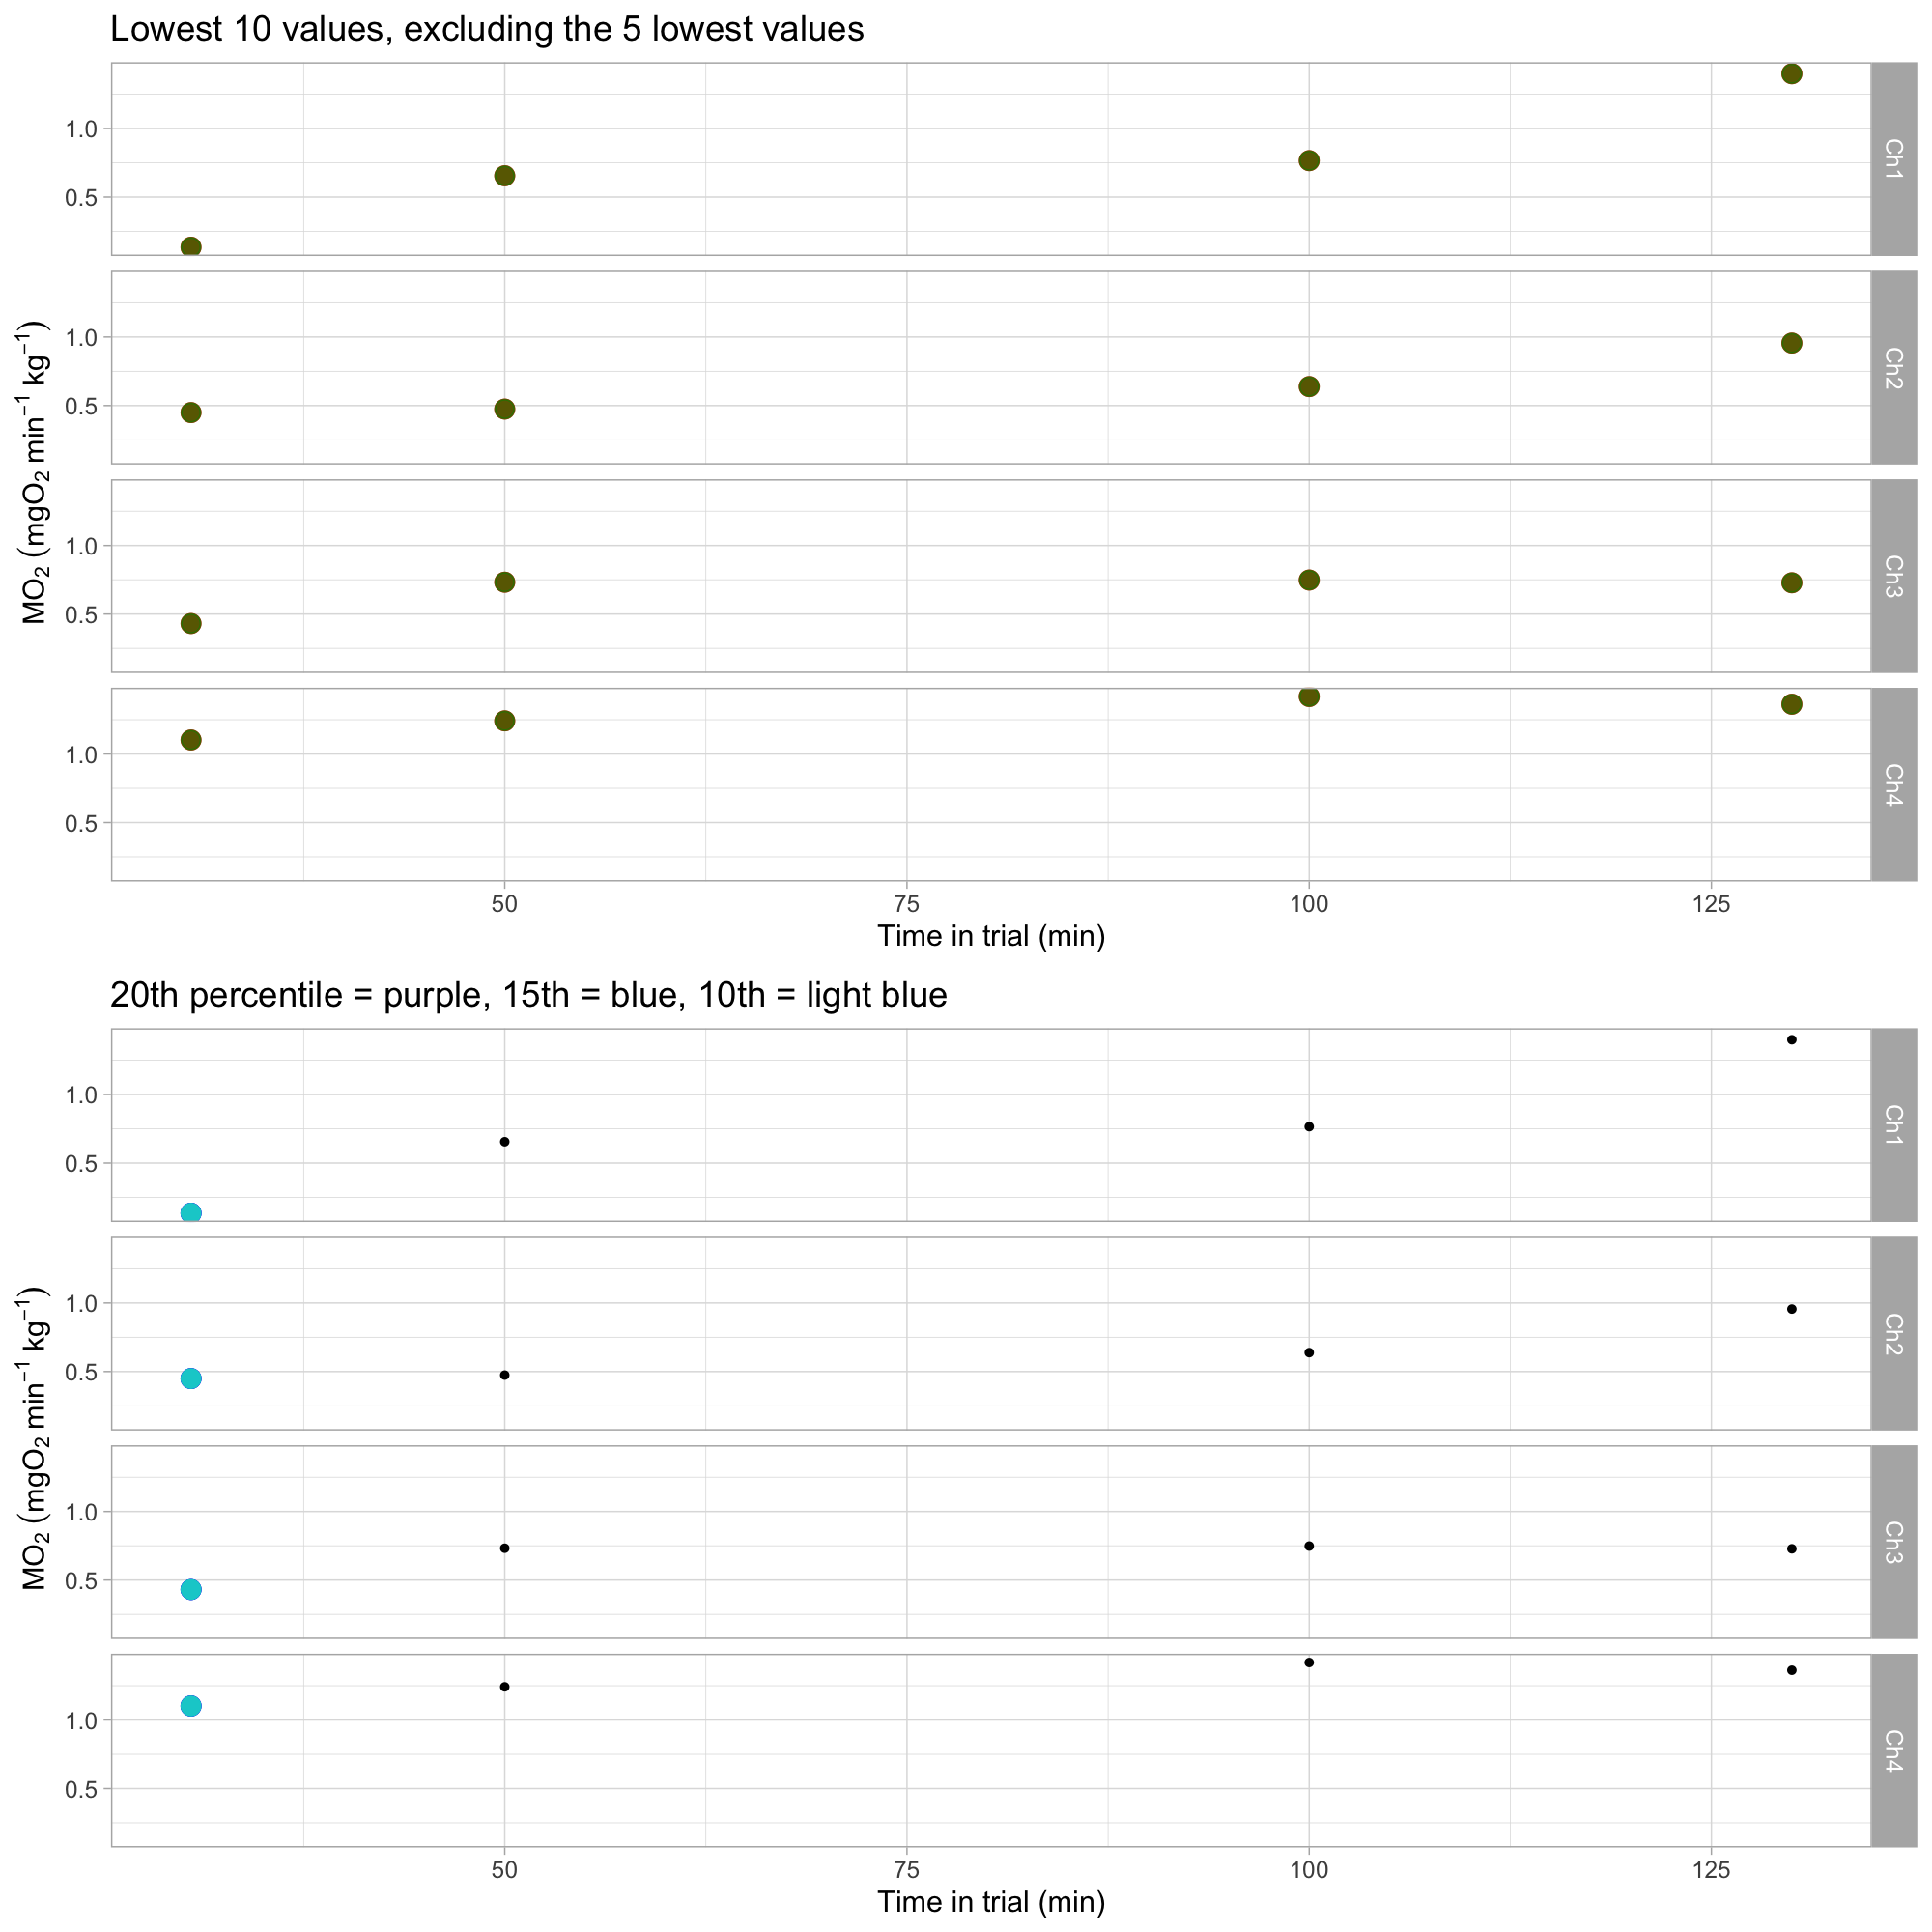 Lowest 10 values, excluding the 5 lowest values
MO₂ (mgO₂ min⁻¹ kg⁻¹)
1.0
0.5
Ch1
1.0
0.5
Ch2
1.0
0.5
Ch3
1.0
0.5
Ch4
50 75 100 125
Time in trial (min)
20th percentile = purple, 15th = blue, 10th = light blue
MO₂ (mgO₂ min⁻¹ kg⁻¹)
1.0
0.5
Ch1
1.0
0.5
Ch2
1.0
0.5
Ch3
1.0
0.5
Ch4
50 75 100 125
Time in trial (min)